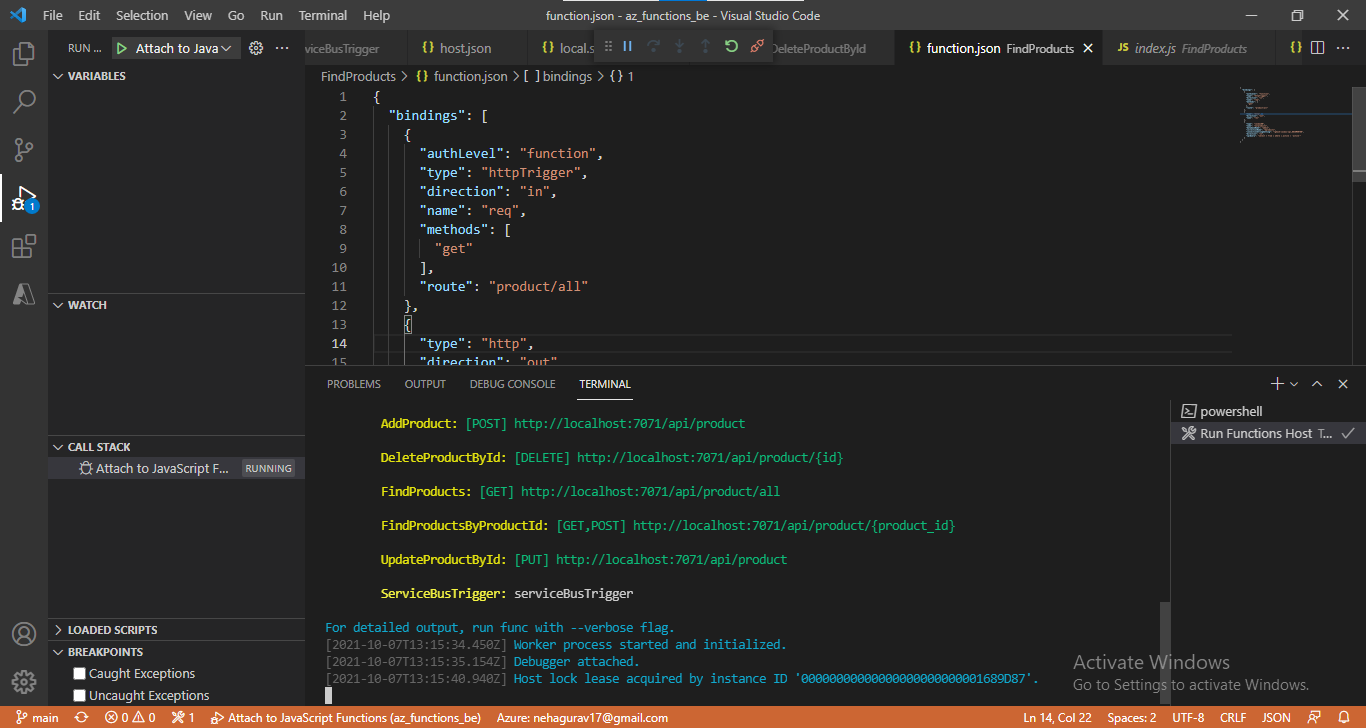 File Edit Selection View Go Run Terminal Help function.json - az_functions_be - Visual Studio Code
RUN ... Attach to Java
viceBusTrigger host.json local.s DeleteProductById function.json FindProducts index.js FindProducts
VARIABLES
WATCH
CALL STACK
Attach to JavaScript F... RUNNING
LOADED SCRIPTS
BREAKPOINTS
Caught Exceptions
Uncaught Exceptions
1
FindProducts > {} function.json > [ ] bindings > {} 1
1 {
2 "bindings": [
3 {
4 "authLevel": "function",
5 "type": "httpTrigger",
6 "direction": "in",
7 "name": "req",
8 "methods": [
9 "get"
10 ],
11 "route": "product/all"
12 },
13 {
14 "type": "http",
15 "direction": "out"
PROBLEMS OUTPUT DEBUG CONSOLE TERMINAL
AddProduct: [POST] http://localhost:7071/api/product
DeleteProductById: [DELETE] http://localhost:7071/api/product/{id}
FindProducts: [GET] http://localhost:7071/api/product/all
FindProductsByProductId: [GET,POST] http://localhost:7071/api/product/{product_id}
UpdateProductById: [PUT] http://localhost:7071/api/product
ServiceBusTrigger: serviceBusTrigger
For detailed output, run func with --verbose flag.
[2021-10-07T13:15:34.450Z] Worker process started and initialized.
[2021-10-07T13:15:35.154Z] Debugger attached.
[2021-10-07T13:15:40.940Z] Host lock lease acquired by instance ID '0000000000000000000000001689D87'.
powershell
Run Functions Host T...
Activate Windows
Go to Settings to activate Windows.
main 0 0 1 Attach to JavaScript Functions (az_functions_be) Azure: nehagurav17@gmail.com Ln 14, Col 22 Spaces: 2 UTF-8 CRLF JSON